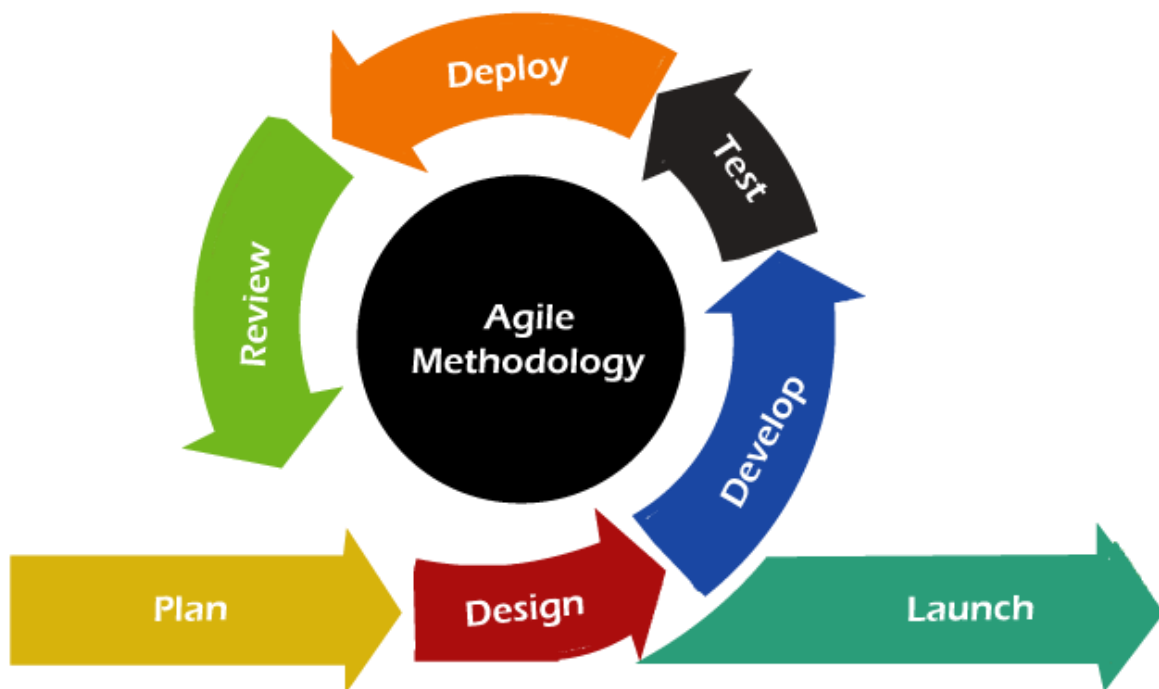 Deploy
Test
Review
Agile
Methodology
Develop
Plan
Design
Launch